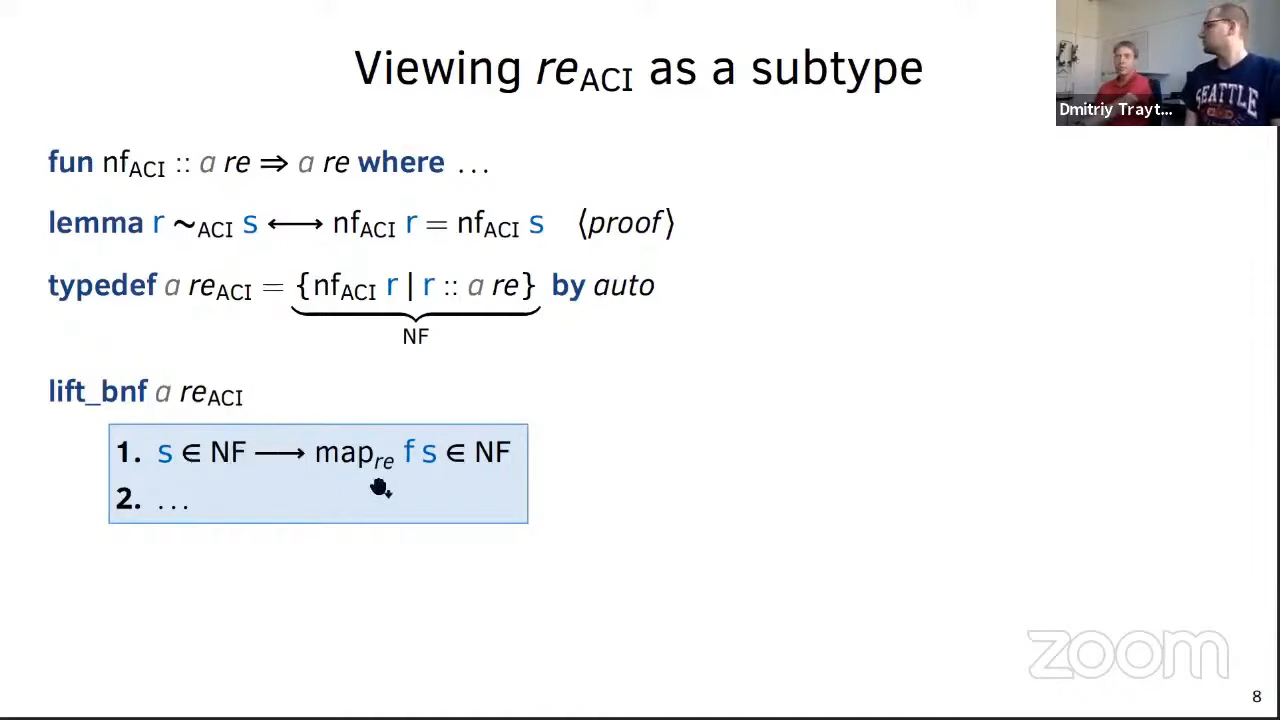 Viewing re_ACI as a subtype
fun nf_ACI :: a re ⇒ a re where ...
lemma r ~_ACI s ⟷ nf_ACI r = nf_ACI s ⟨proof⟩
typedef a re_ACI = {nf_ACI r | r :: a re} by auto
NF
lift_bnf a re_ACI
1. s ∈ NF ⟶ map_re f s ∈ NF
2. ...
SEATTLE
Dmitriy Trayt...
zoom
8